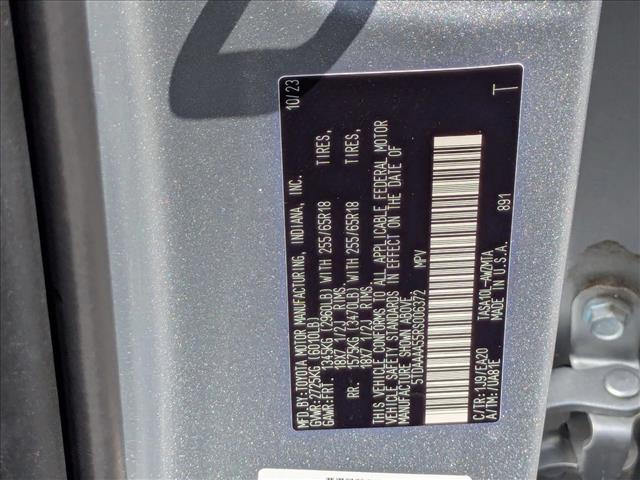 MFD.BY:TOYOTA MOTOR MANUFACTURING, INDIANA, INC. 10/23
GVWR:2725KG(6010LB)
GAWR:FRT. 1345KG(2960LB)WITH 255/65R18 TIRES,
18X7 1/2J RIMS,
RR. 1575KG(3470LB)WITH 255/65R18 TIRES,
18X7 1/2J RIMS.
THIS VEHICLE CONFORMS TO ALL APPLICABLE FEDERAL MOTOR
VEHICLE SAFETY STANDARDS IN EFFECT ON THE DATE OF
MANUFACTURE SHOWN ABOVE.
5TDAAAA55RS006372 MPV
C/TR:1J9/EA20 TASA10L-AWZMTA 891 T
A/TM:/UA81E MADE IN U.S.A.